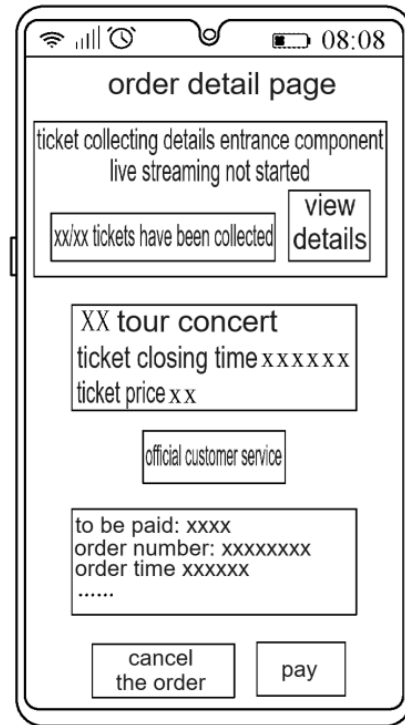 08:08
order detail page
ticket collecting details entrance component
live streaming not started
xx/xx tickets have been collected
view
details
XX tour concert
ticket closing time xxxxxx
ticket price xx
official customer service
to be paid: xxxx
order number: xxxxxxxx
order time xxxxxx
......
cancel
the order
pay